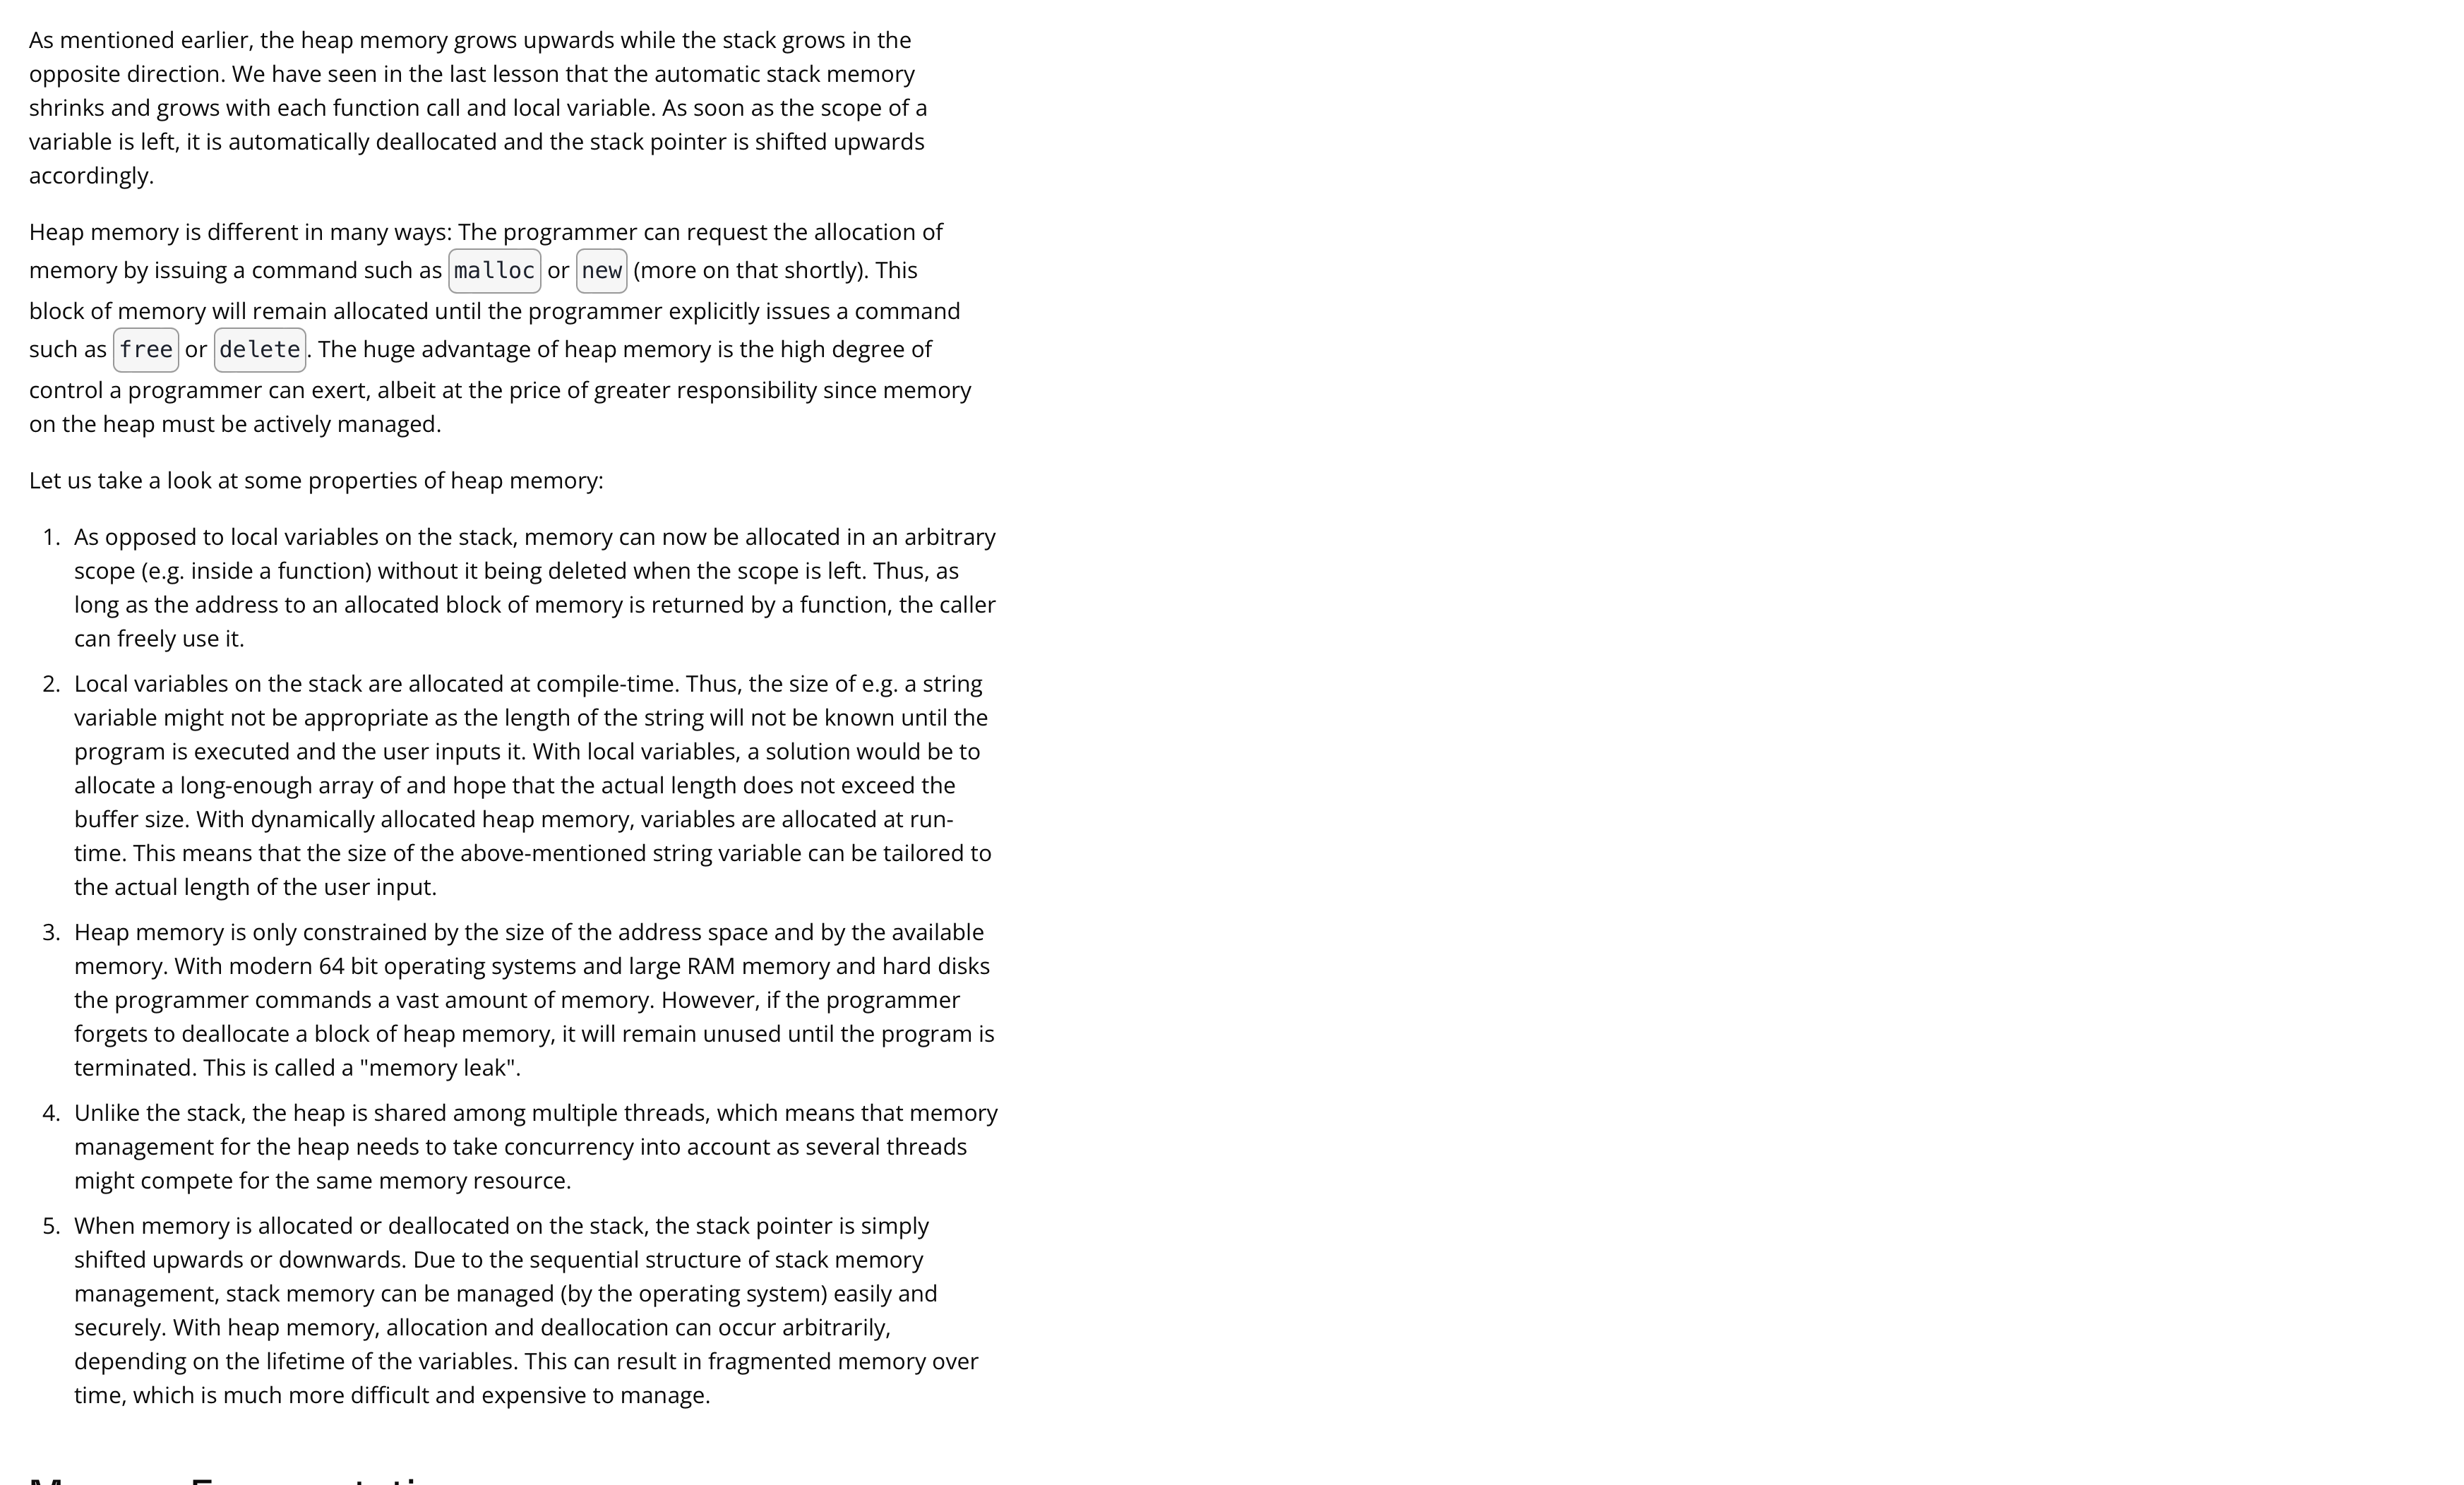 As mentioned earlier, the heap memory grows upwards while the stack grows in the
opposite direction. We have seen in the last lesson that the automatic stack memory
shrinks and grows with each function call and local variable. As soon as the scope of a
variable is left, it is automatically deallocated and the stack pointer is shifted upwards
accordingly.
Heap memory is different in many ways: The programmer can request the allocation of
memory by issuing a command such as malloc or new (more on that shortly). This
block of memory will remain allocated until the programmer explicitly issues a command
such as free or delete. The huge advantage of heap memory is the high degree of
control a programmer can exert, albeit at the price of greater responsibility since memory
on the heap must be actively managed.
Let us take a look at some properties of heap memory:
1. As opposed to local variables on the stack, memory can now be allocated in an arbitrary
scope (e.g. inside a function) without it being deleted when the scope is left. Thus, as
long as the address to an allocated block of memory is returned by a function, the caller
can freely use it.
2. Local variables on the stack are allocated at compile-time. Thus, the size of e.g. a string
variable might not be appropriate as the length of the string will not be known until the
program is executed and the user inputs it. With local variables, a solution would be to
allocate a long-enough array of and hope that the actual length does not exceed the
buffer size. With dynamically allocated heap memory, variables are allocated at run-
time. This means that the size of the above-mentioned string variable can be tailored to
the actual length of the user input.
3. Heap memory is only constrained by the size of the address space and by the available
memory. With modern 64 bit operating systems and large RAM memory and hard disks
the programmer commands a vast amount of memory. However, if the programmer
forgets to deallocate a block of heap memory, it will remain unused until the program is
terminated. This is called a "memory leak".
4. Unlike the stack, the heap is shared among multiple threads, which means that memory
management for the heap needs to take concurrency into account as several threads
might compete for the same memory resource.
5. When memory is allocated or deallocated on the stack, the stack pointer is simply
shifted upwards or downwards. Due to the sequential structure of stack memory
management, stack memory can be managed (by the operating system) easily and
securely. With heap memory, allocation and deallocation can occur arbitrarily,
depending on the lifetime of the variables. This can result in fragmented memory over
time, which is much more difficult and expensive to manage.